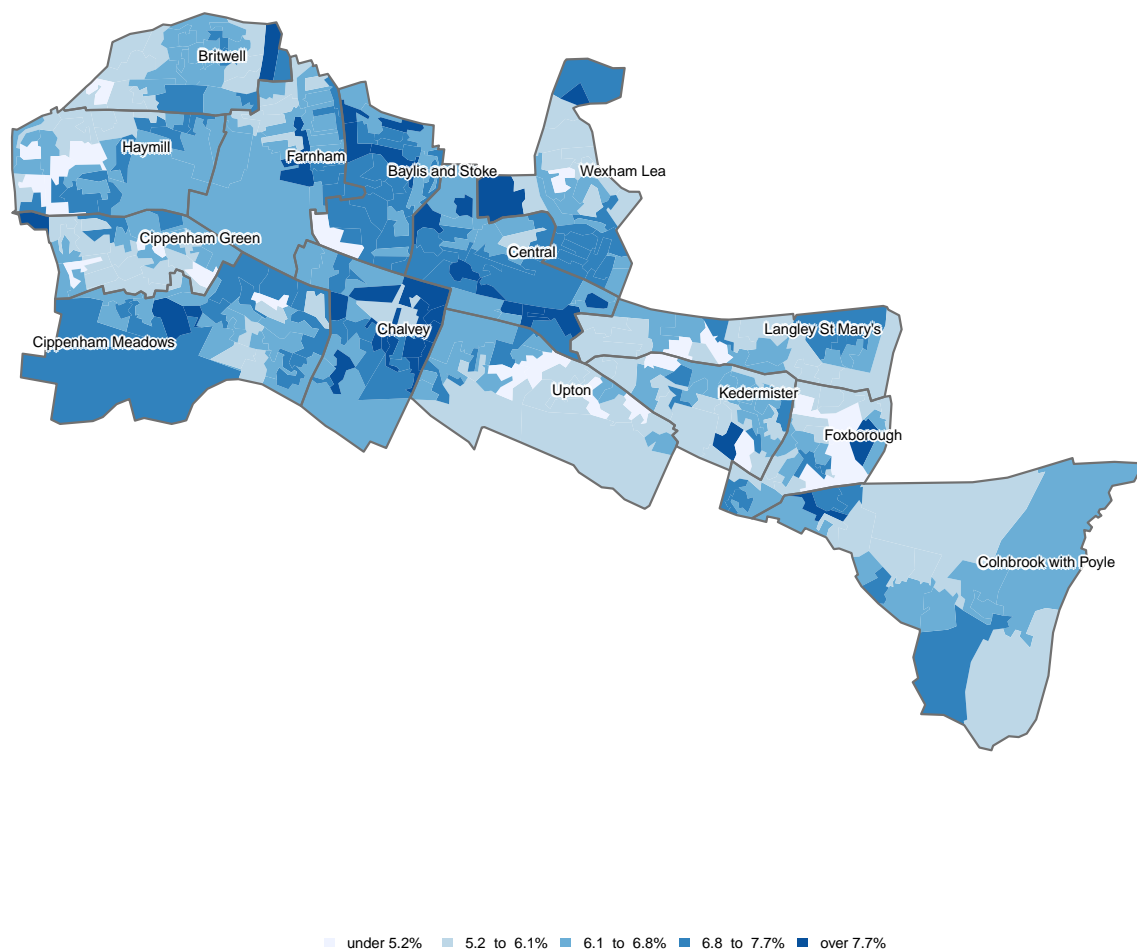 Britwell
Haymill
Farnham
Baylis and Stoke
Wexham Lea
Cippenham Green
Central
Cippenham Meadows
Chalvey
Langley St Mary's
Upton
Kedermister
Foxborough
Colnbrook with Poyle
under 5.2% 5.2 to 6.1% 6.1 to 6.8% 6.8 to 7.7% over 7.7%